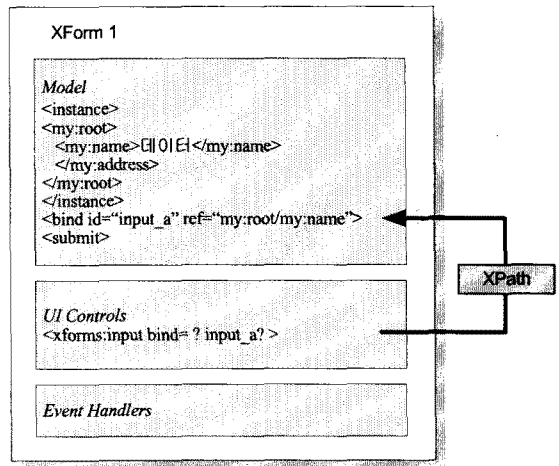 XForm 1
Model
<instance>
<my:root>
<my:name>데이터</my:name>
</my:address>
</my:root>
</instance>
<bind id=“input_a” ref=“my:root/my:name”>
<submit>
XPath
UI Controls
<xforms:input bind= ? input_a? >
Event Handlers